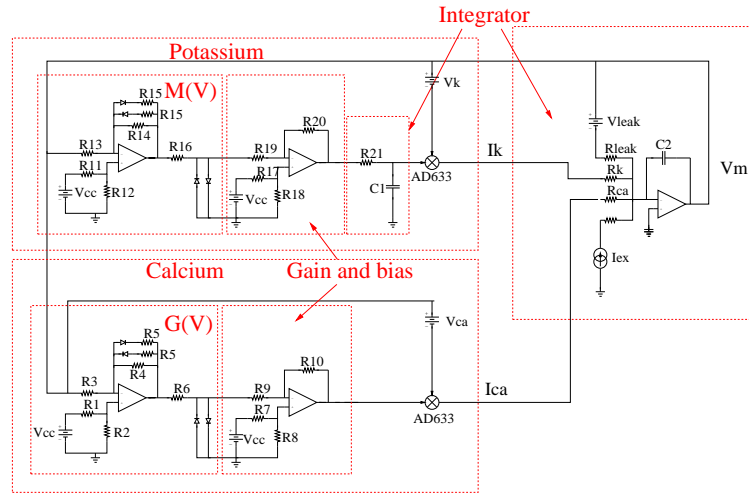 Integrator
Potassium
M(V)
R15
R15
R14
R13
R11
R16
R12
Vcc
R19
R20
R17
R18
Vcc
R21
C1
Vk
AD633
Ik
Vleak
Rleak
Rk
Rca
C2
Vm
Iex
Calcium
Gain and bias
G(V)
R5
R5
R4
R3
R1
R6
R2
Vcc
R9
R10
R7
R8
Vcc
Vca
AD633
Ica